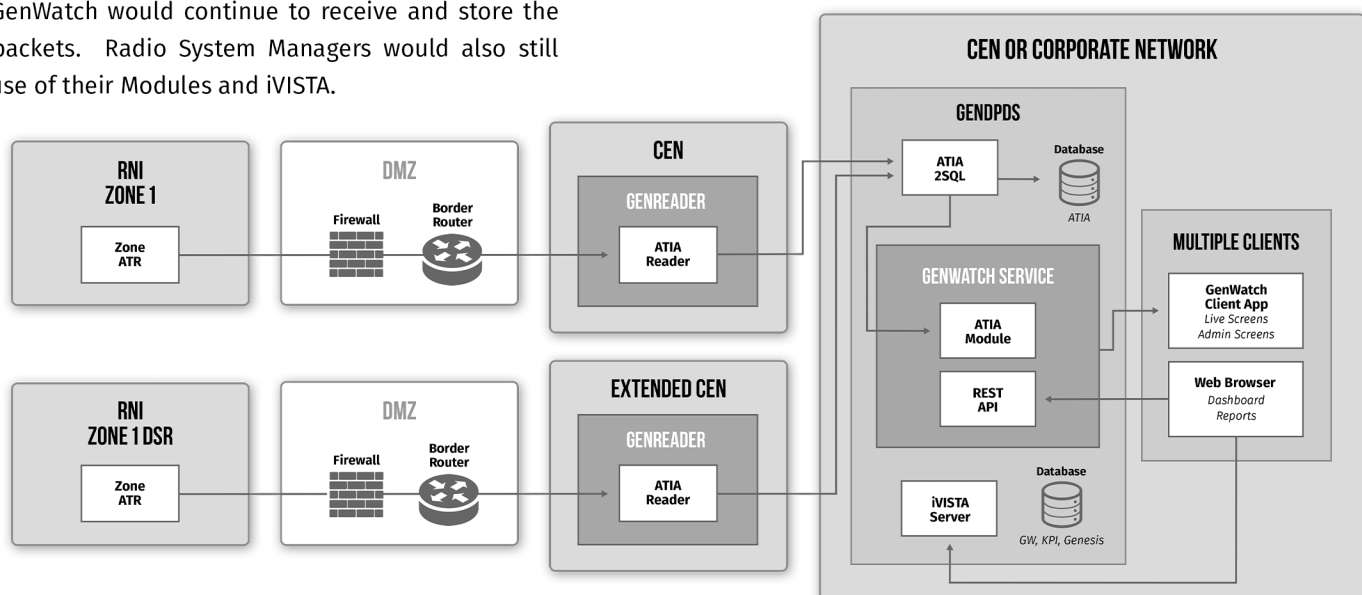 GenWatch would continue to receive and store the
packets. Radio System Managers would also still
use of their Modules and iVISTA.
RNI
ZONE 1
Zone
ATR
DMZ
Firewall
Border
Router
CEN
GENREADER
ATIA
Reader
RNI
ZONE 1 DSR
Zone
ATR
DMZ
Firewall
Border
Router
EXTENDED CEN
GENREADER
ATIA
Reader
CEN OR CORPORATE NETWORK
GENDPDS
ATIA
2SQL
Database
ATIA
GENWATCH SERVICE
ATIA
Module
REST
API
iVISTA
Server
Database
GW, KPI, Genesis
MULTIPLE CLIENTS
GenWatch
Client App
Live Screens
Admin Screens
Web Browser
Dashboard
Reports